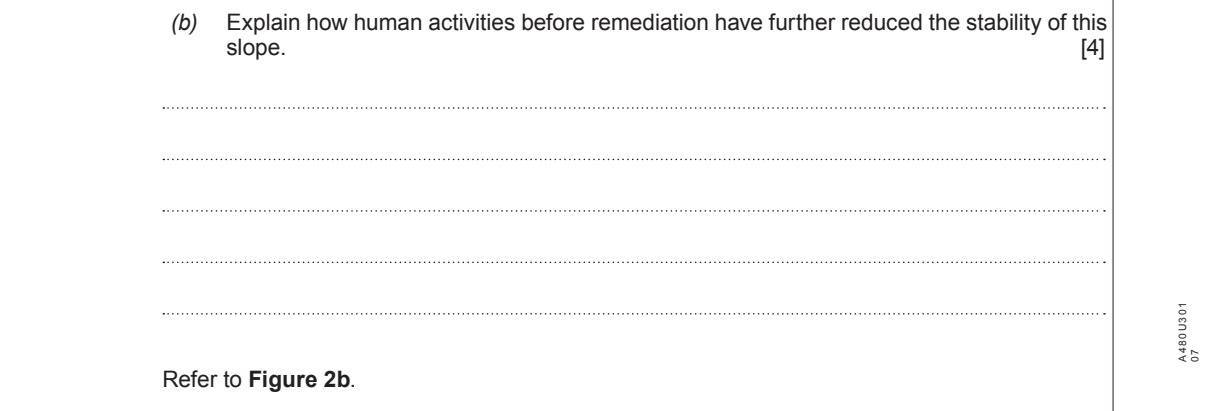 (b) Explain how human activities before remediation have further reduced the stability of this
slope. [4]
Refer to Figure 2b.
A480U301
07